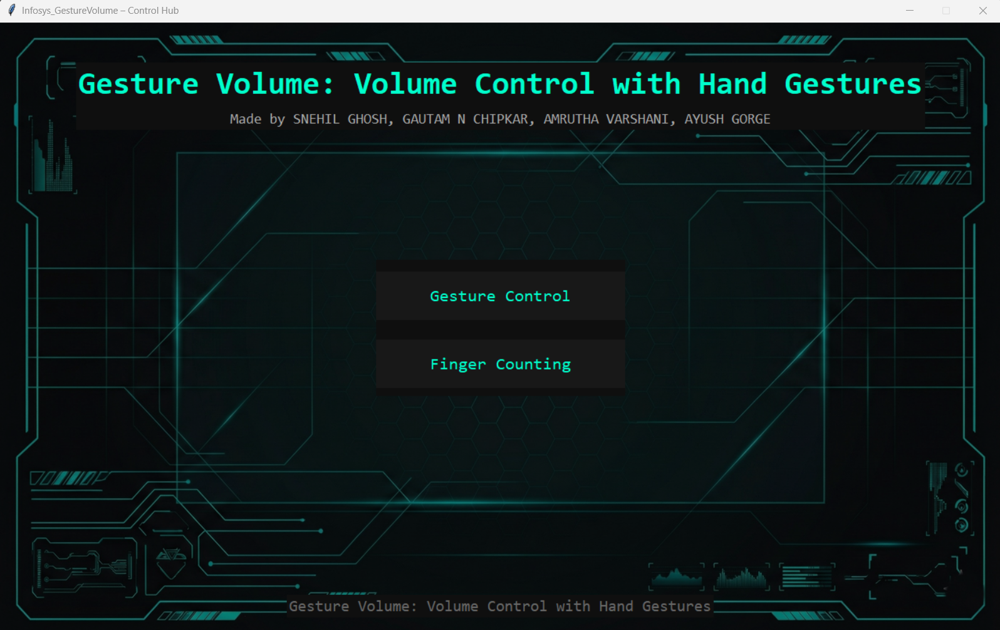 Infosys_GestureVolume – Control Hub
Gesture Volume: Volume Control with Hand Gestures
Made by SNEHIL GHOSH, GAUTAM N CHIPKAR, AMRUTHA VARSHANI, AYUSH GORGE
Gesture Control
Finger Counting
Gesture Volume: Volume Control with Hand Gestures